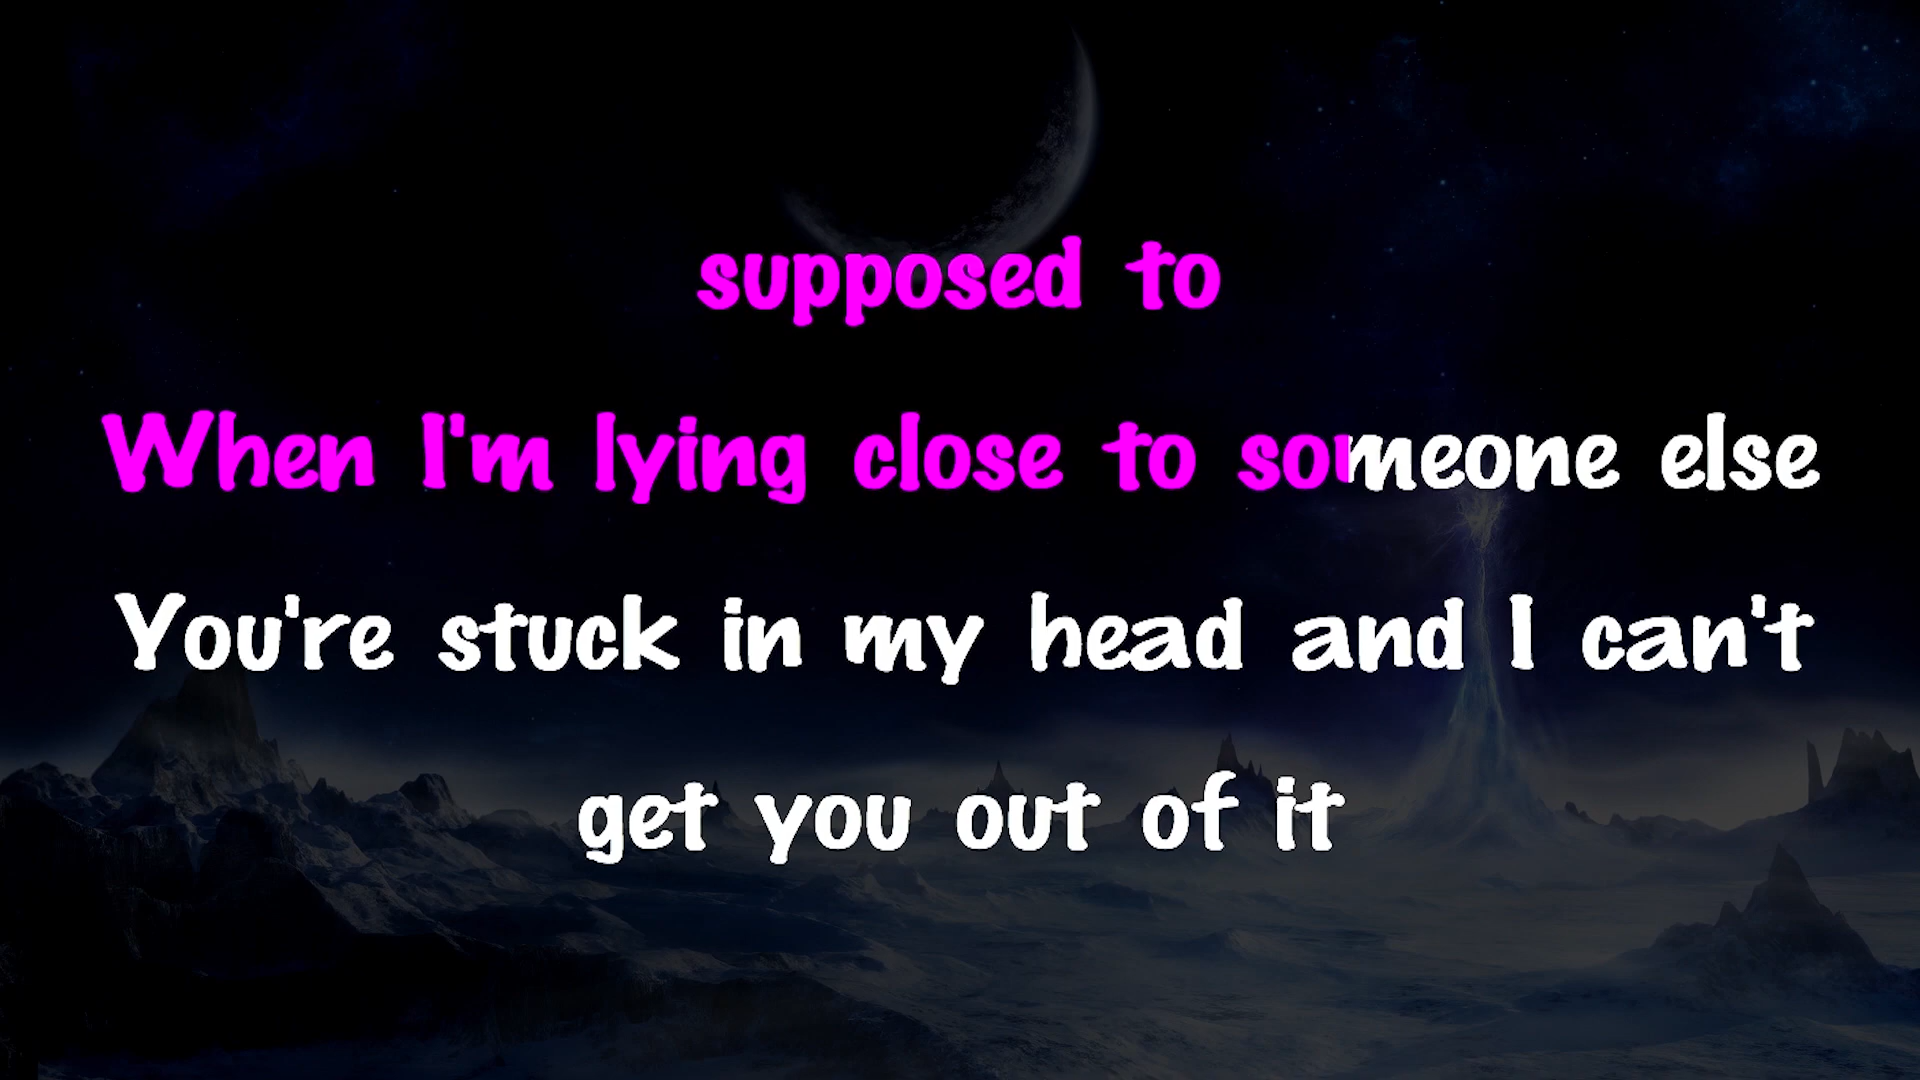 supposed to
When I'm lying close to someone else
You're stuck in my head and I can't
get you out of it